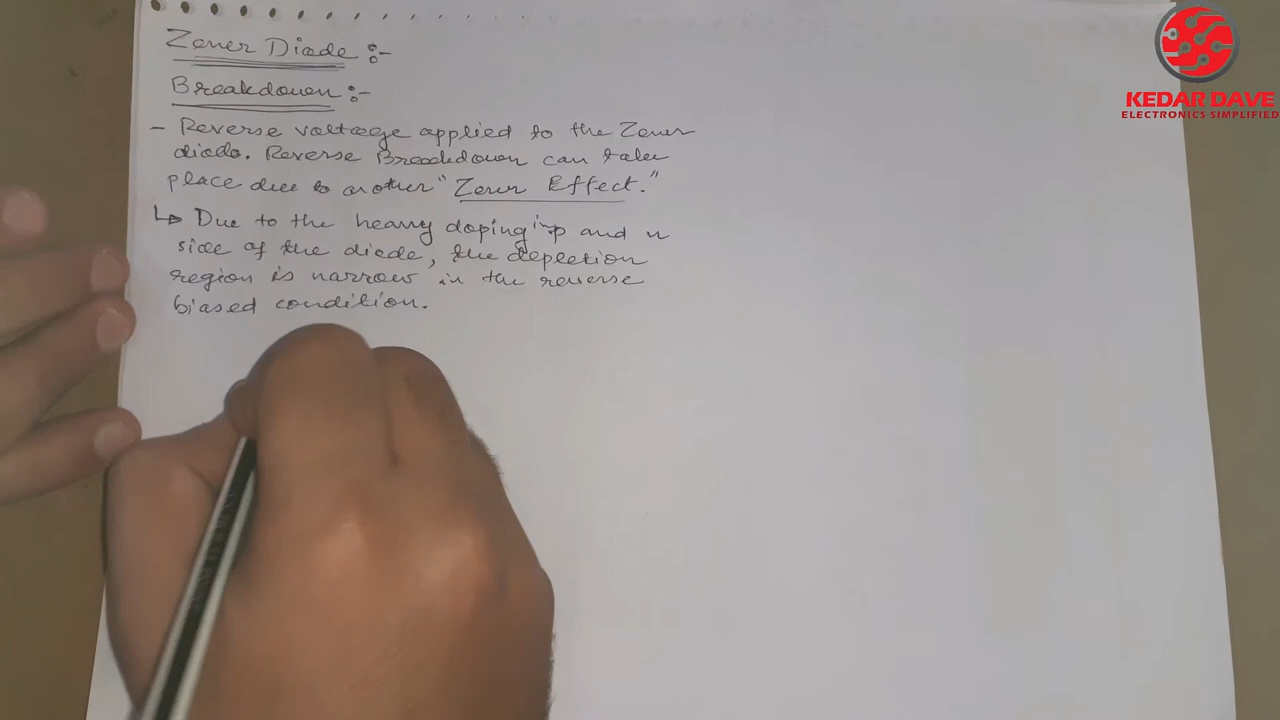 Zener Diode :-
Breakdown :-
- Reverse voltage applied to the Zener
diode. Reverse Breakdown can take
place due to another "Zener Effect."
↳ Due to the heavy doping in p and n
side of the diode, the depletion
region is narrow in the reverse
biased condition.
KEDAR DAVE
ELECTRONICS SIMPLIFIED